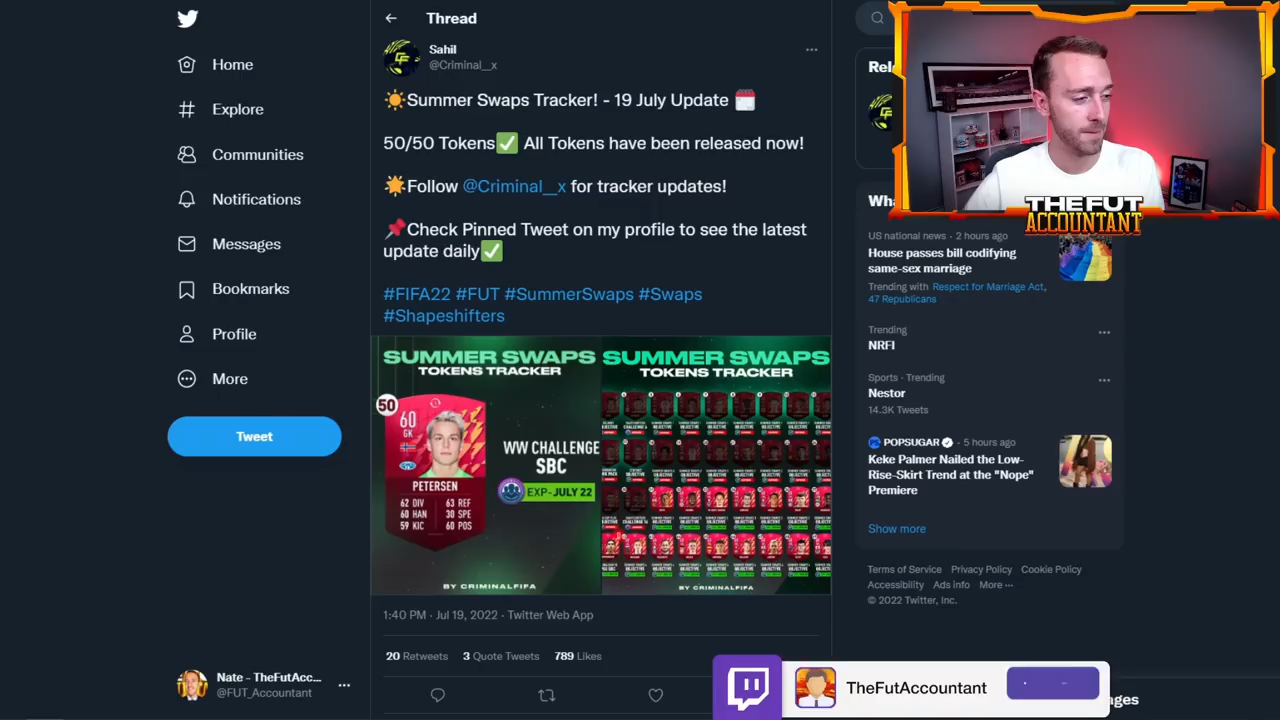 Home
Explore
Communities
Notifications
Messages
Bookmarks
Profile
More
Tweet
Nate - TheFutAcc...
@FUT_Accountant
Thread
Sahil
@Criminal__x
☀️Summer Swaps Tracker! - 19 July Update 🗓️
50/50 Tokens✅ All Tokens have been released now!
🌟Follow @Criminal__x for tracker updates!
📌Check Pinned Tweet on my profile to see the latest
update daily✅
#FIFA22 #FUT #SummerSwaps #Swaps
#Shapeshifters
SUMMER SWAPS
TOKENS TRACKER
50
60
GK
PETERSEN
62 DIV 63 REF
60 HAN 30 SPE
59 KIC 60 POS
WW CHALLENGE
SBC
EXP-JULY 22
BY CRIMINALFIFA
SUMMER SWAPS
TOKENS TRACKER
BY CRIMINALFIFA
1:40 PM · Jul 19, 2022 · Twitter Web App
20 Retweets 3 Quote Tweets 789 Likes
THE FUT
ACCOUNTANT
US national news · 2 hours ago
House passes bill codifying
same-sex marriage
Trending with Respect for Marriage Act,
47 Republicans
Trending
NRFI
Sports · Trending
Nestor
14.3K Tweets
POPSUGAR · 5 hours ago
Keke Palmer Nailed the Low-
Rise-Skirt Trend at the "Nope"
Premiere
Show more
Terms of Service Privacy Policy Cookie Policy
Accessibility Ads info More ···
© 2022 Twitter, Inc.
TheFutAccountant